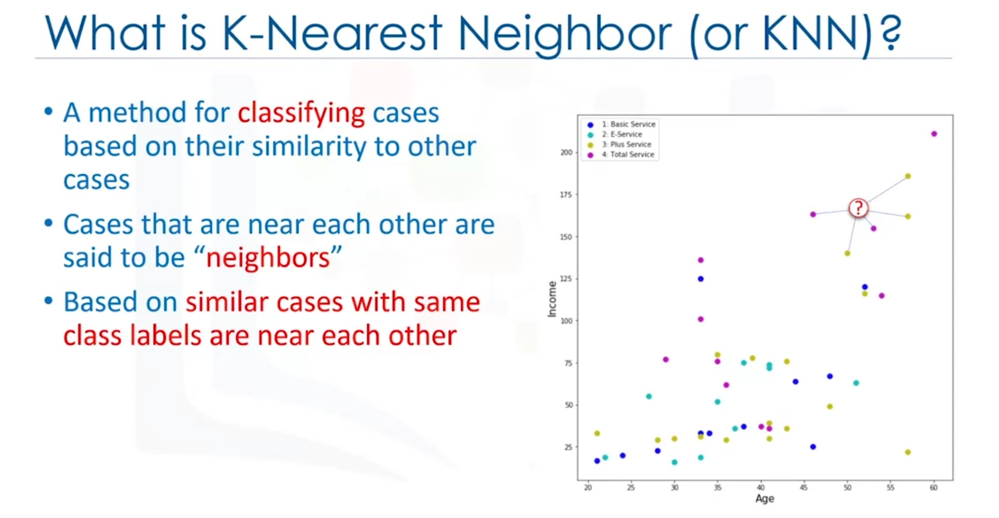 What is K-Nearest Neighbor (or KNN)?
• A method for classifying cases
based on their similarity to other
cases
• Cases that are near each other are
said to be “neighbors”
• Based on similar cases with same
class labels are near each other
1: Basic Service
2: E-Service
3: Plus Service
4: Total Service
?
Income
200
175
150
125
100
75
50
25
20 25 30 35 40 45 50 55 60
Age